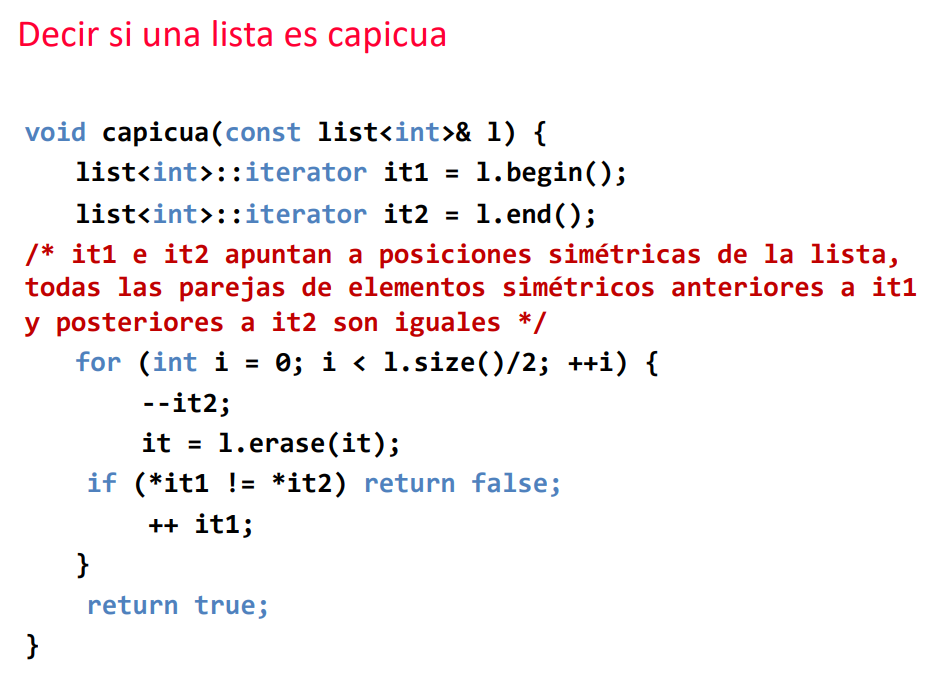 Decir si una lista es capicua
void capicua(const list<int>& l) {
list<int>::iterator it1 = l.begin();
list<int>::iterator it2 = l.end();
/* it1 e it2 apuntan a posiciones simétricas de la lista,
todas las parejas de elementos simétricos anteriores a it1
y posteriores a it2 son iguales */
for (int i = 0; i < l.size()/2; ++i) {
--it2;
it = l.erase(it);
if (*it1 != *it2) return false;
++ it1;
}
return true;
}